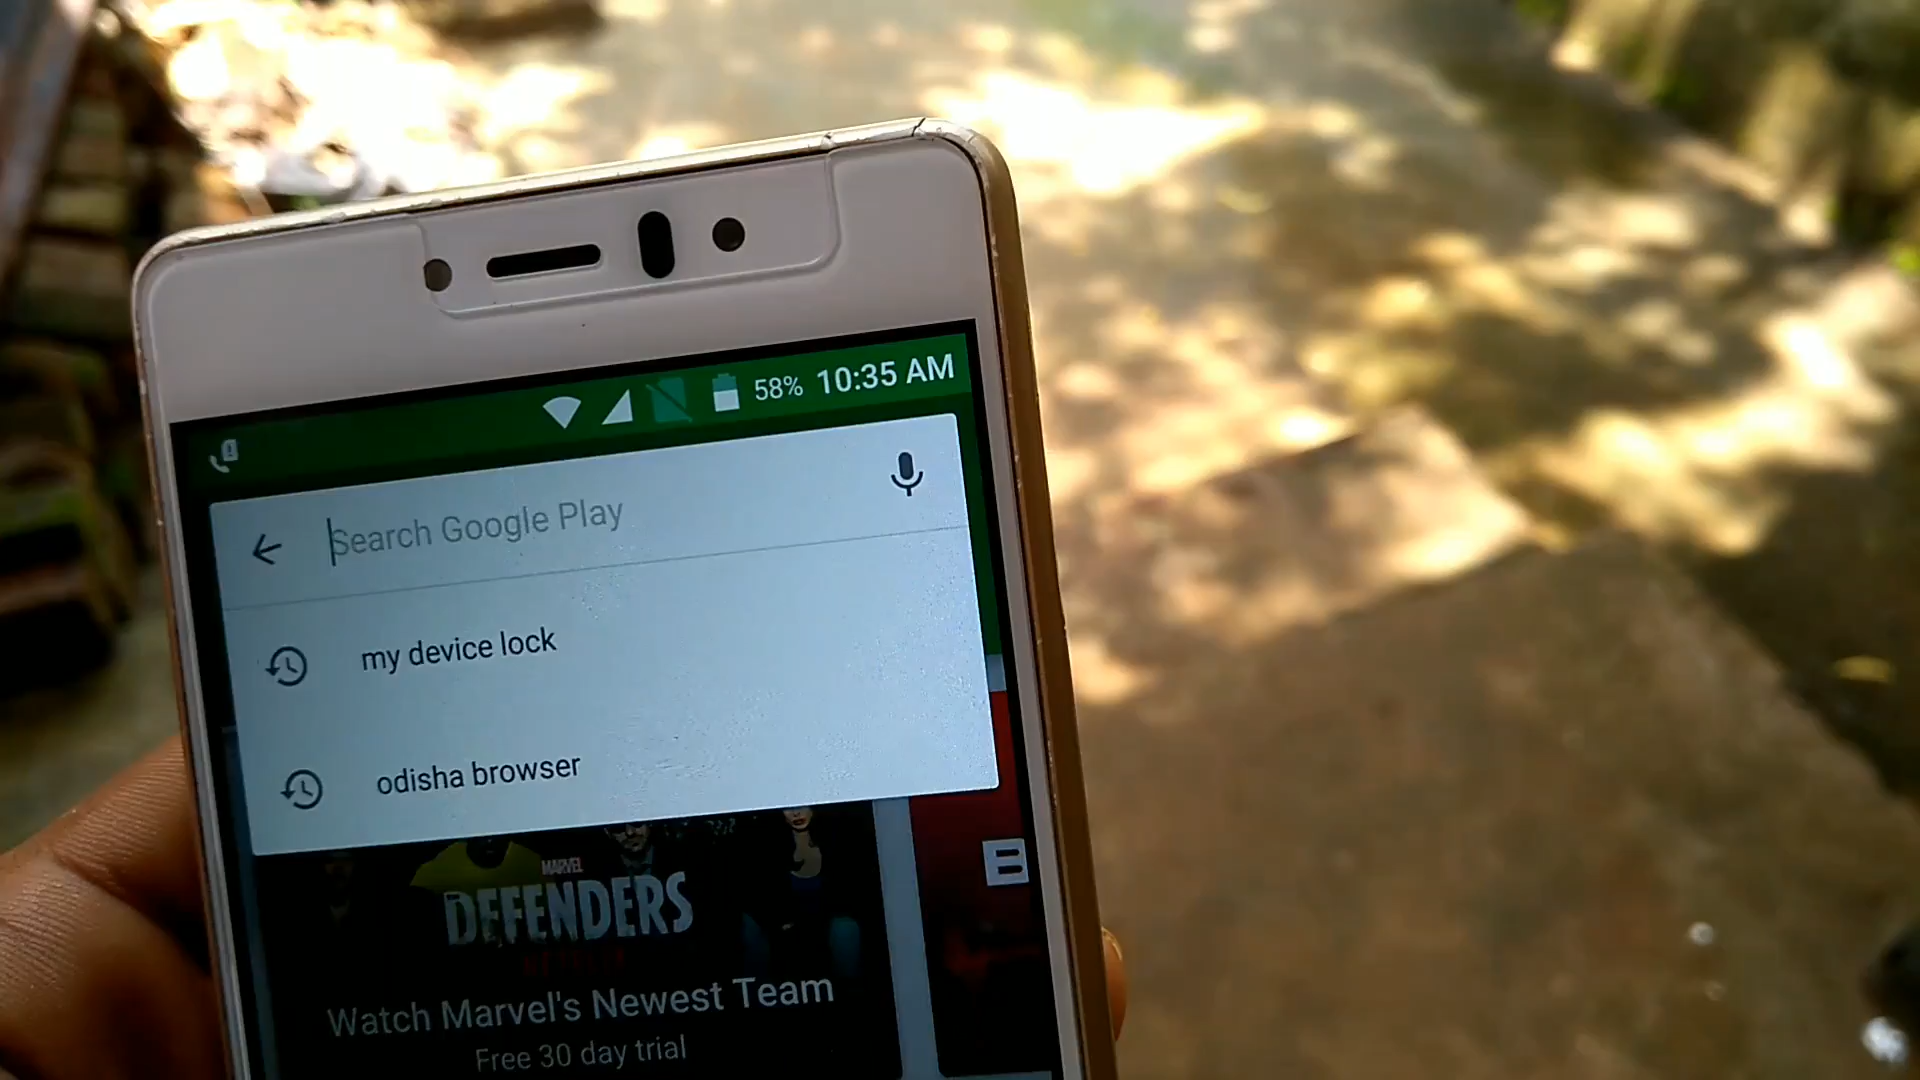 58% 10:35 AM
Search Google Play
my device lock
odisha browser
MARVEL
DEFENDERS
Watch Marvel's Newest Team
Free 30 day trial
B